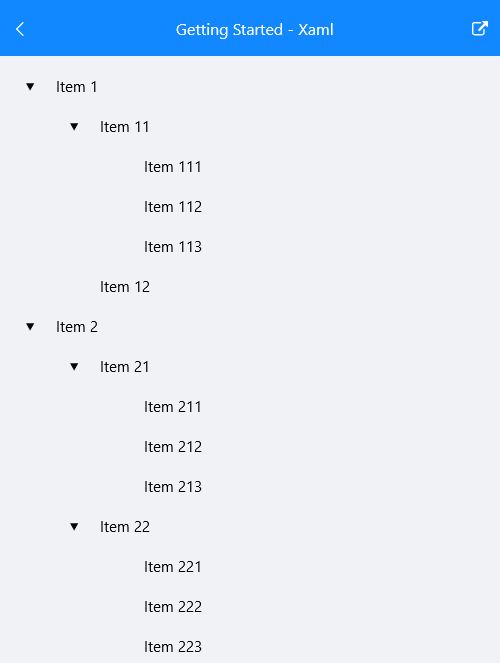 Getting Started - Xaml
Item 1
Item 11
Item 111
Item 112
Item 113
Item 12
Item 2
Item 21
Item 211
Item 212
Item 213
Item 22
Item 221
Item 222
Item 223